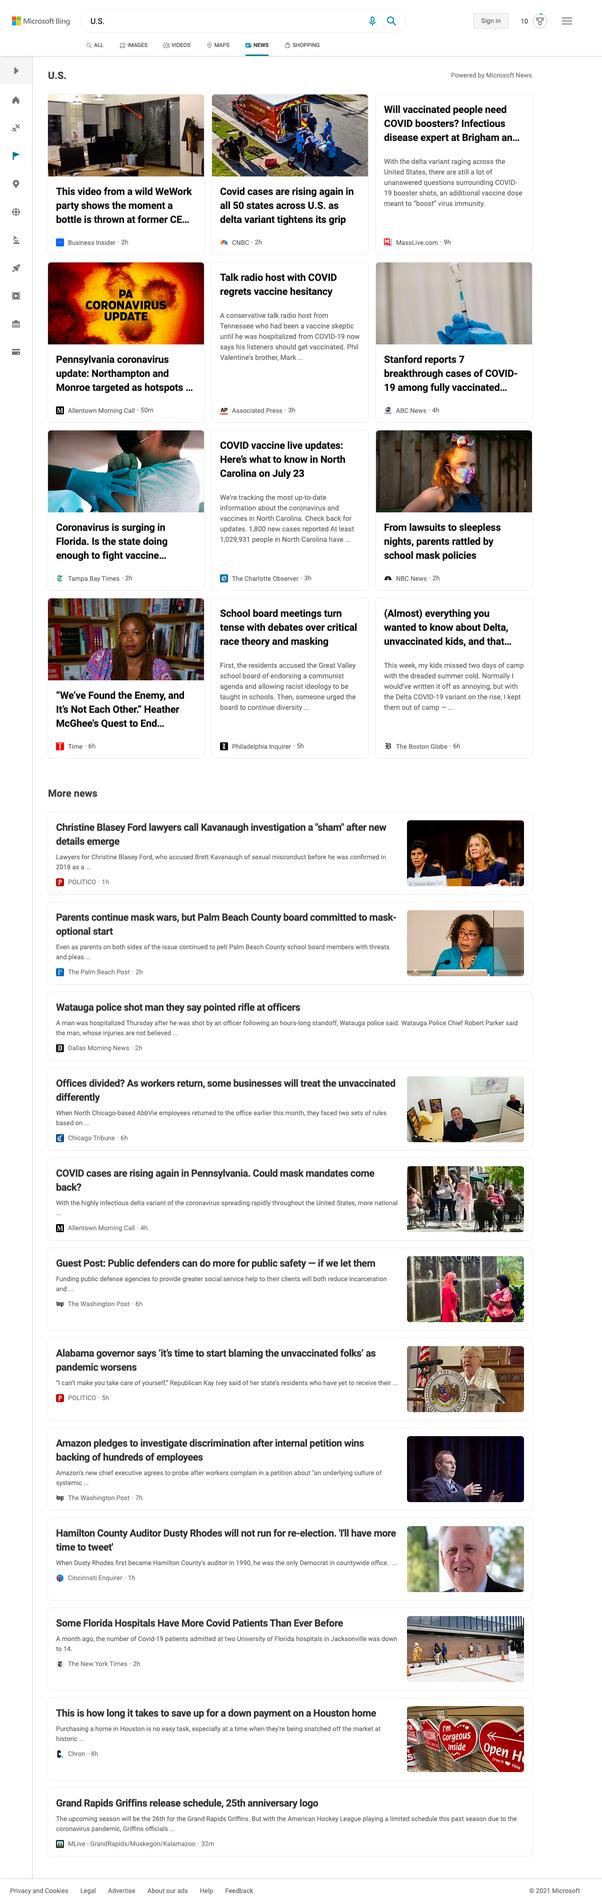 Microsoft Bing
U.S.
Sign in
10
ALL
IMAGES
VIDEOS
MAPS
NEWS
SHOPPING
U.S.
Powered by Microsoft News
This video from a wild WeWork
party shows the moment a
bottle is thrown at former CE...
Business Insider · 2h
Covid cases are rising again in
all 50 states across U.S. as
delta variant tightens its grip
CNBC · 2h
Will vaccinated people need
COVID boosters? Infectious
disease expert at Brigham an...
With the delta variant raging across the
United States, there are still a lot of
unanswered questions surrounding COVID-
19 booster shots, an additional vaccine dose
meant to "boost" virus immunity.
MassLive.com · 9h
PA
CORONAVIRUS
UPDATE
Pennsylvania coronavirus
update: Northampton and
Monroe targeted as hotspots ...
Allentown Morning Call · 50m
Talk radio host with COVID
regrets vaccine hesitancy
A conservative talk radio host from
Tennessee who had been a vaccine skeptic
until he was hospitalized from COVID-19 now
says his listeners should get vaccinated. Phil
Valentine's brother, Mark ...
AP
Associated Press · 3h
Stanford reports 7
breakthrough cases of COVID-
19 among fully vaccinated...
ABC News · 4h
Coronavirus is surging in
Florida. Is the state doing
enough to fight vaccine...
Tampa Bay Times · 2h
COVID vaccine live updates:
Here's what to know in North
Carolina on July 23
We're tracking the most up-to-date
information about the coronavirus and
vaccines in North Carolina. Check back for
updates. 1,800 new cases reported At least
1,029,931 people in North Carolina have ...
The Charlotte Observer · 3h
From lawsuits to sleepless
nights, parents rattled by
school mask policies
NBC News · 2h
"We've Found the Enemy, and
It's Not Each Other." Heather
McGhee's Quest to End...
Time · 6h
School board meetings turn
tense with debates over critical
race theory and masking
First, the residents accused the Great Valley
school board of endorsing a communist
agenda and allowing racist ideology to be
taught in schools. Then, someone urged the
board to continue diversity ...
Philadelphia Inquirer · 5h
(Almost) everything you
wanted to know about Delta,
unvaccinated kids, and that...
This week, my kids missed two days of camp
with the dreaded summer cold. Normally I
would've written it off as annoying, but with
the Delta COVID-19 variant on the rise, I kept
them out of camp — ...
The Boston Globe · 6h
More news
Christine Blasey Ford lawyers call Kavanaugh investigation a "sham" after new
details emerge
Lawyers for Christine Blasey Ford, who accused Brett Kavanaugh of sexual misconduct before he was confirmed in
2018 as a ...
POLITICO · 1h
Parents continue mask wars, but Palm Beach County board committed to mask-
optional start
Even as parents on both sides of the issue continued to pelt Palm Beach County school board members with threats
and pleas ...
The Palm Beach Post · 2h
Watauga police shot man they say pointed rifle at officers
A man was hospitalized Thursday after he was shot by an officer following an hours-long standoff, Watauga police said. Watauga Police Chief Robert Parker said
the man, whose injuries are not believed ...
Dallas Morning News · 2h
Offices divided? As workers return, some businesses will treat the unvaccinated
differently
When North Chicago-based AbbVie employees returned to the office earlier this month, they faced two sets of rules
based on ...
Chicago Tribune · 6h
COVID cases are rising again in Pennsylvania. Could mask mandates come
back?
With the highly infectious delta variant of the coronavirus spreading rapidly throughout the United States, more national
...
Allentown Morning Call · 4h
Guest Post: Public defenders can do more for public safety — if we let them
Funding public defense agencies to provide greater social service help to their clients will both reduce incarceration
and ...
The Washington Post · 6h
Alabama governor says 'it's time to start blaming the unvaccinated folks' as
pandemic worsens
"I can't make you take care of yourself," Republican Kay Ivey said of her state's residents who have yet to receive their ...
POLITICO · 5h
Amazon pledges to investigate discrimination after internal petition wins
backing of hundreds of employees
Amazon's new chief executive agrees to probe after workers complain in a petition about "an underlying culture of
systemic ...
The Washington Post · 7h
Hamilton County Auditor Dusty Rhodes will not run for re-election. 'I'll have more
time to tweet'
When Dusty Rhodes first became Hamilton County's auditor in 1990, he was the only Democrat in countywide office. ...
Cincinnati Enquirer · 1h
Some Florida Hospitals Have More Covid Patients Than Ever Before
A month ago, the number of Covid-19 patients admitted at two University of Florida hospitals in Jacksonville was down
to 14.
The New York Times · 2h
This is how long it takes to save up for a down payment on a Houston home
Purchasing a home in Houston is no easy task, especially at a time when they're being snatched off the market at
historic ...
Chron · 8h
I'm
Gorgeous
Inside
Open H
Grand Rapids Griffins release schedule, 25th anniversary logo
The upcoming season will be the 26th for the Grand Rapids Griffins. But with the American Hockey League playing a limited schedule this past season due to the
coronavirus pandemic, Griffins officials ...
MLive - GrandRapids/Muskegon/Kalamazoo · 32m
Privacy and Cookies
Legal
Advertise
About our ads
Help
Feedback
© 2021 Microsoft